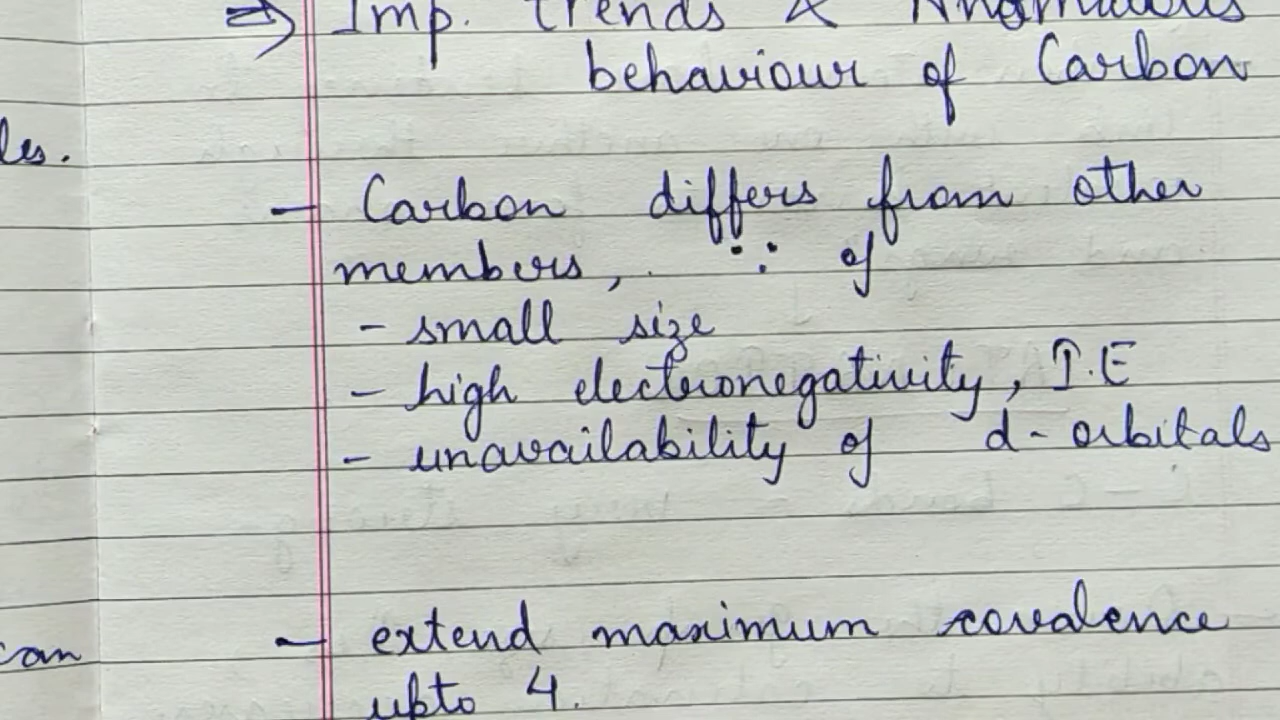 les.
can
⇒ Imp. trends & Anomalous
behaviour of Carbon
- Carbon differs from other
members, ∵ of
- small size
- high electronegativity, I.E
- unavailability of d-orbitals
- extend maximum covalence
upto 4.